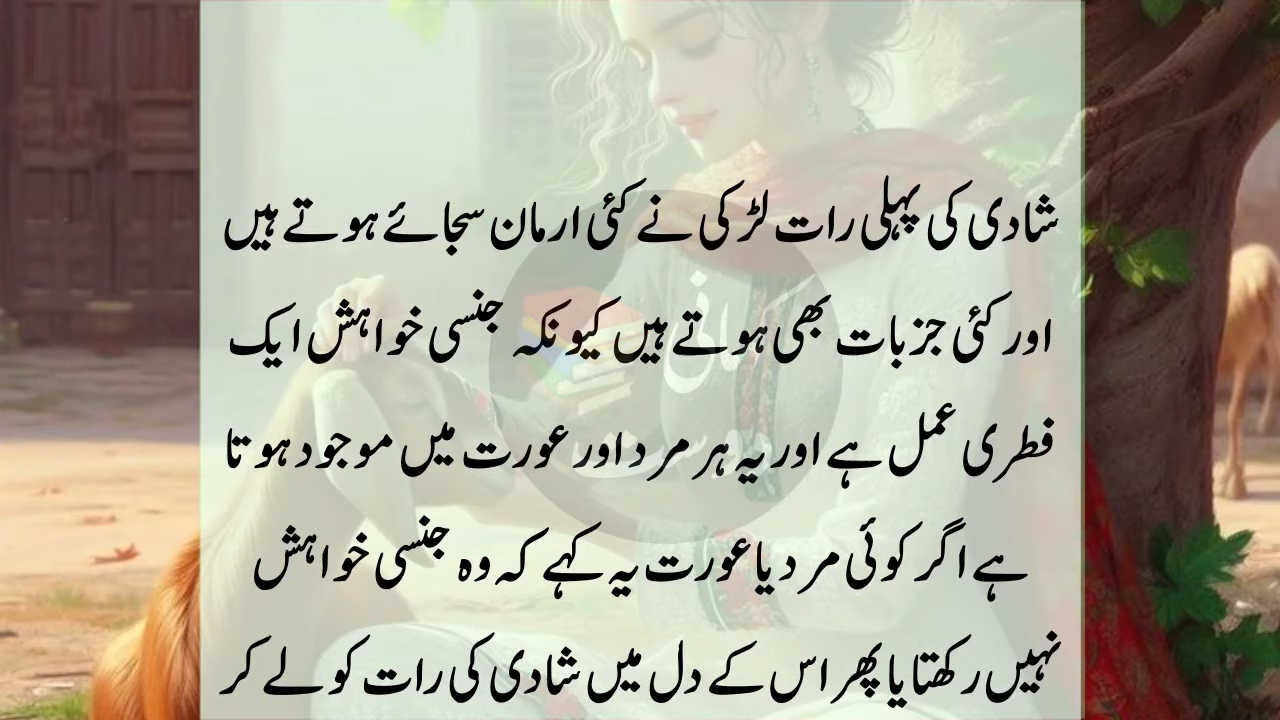 شادی کی پہلی رات لڑکی نے کئی ارمان سجائے ہوتے ہیں
اور کئی جزبات بھی ہوتے ہیں کیونکہ جنسی خواہش ایک
فطری عمل ہے اور یہ ہر مرد اور عورت میں موجود ہوتا
ہے اگر کوئی مرد یا عورت یہ کہے کہ وہ جنسی خواہش
نہیں رکھتا یا پھر اس کے دل میں شادی کی رات کو لے کر